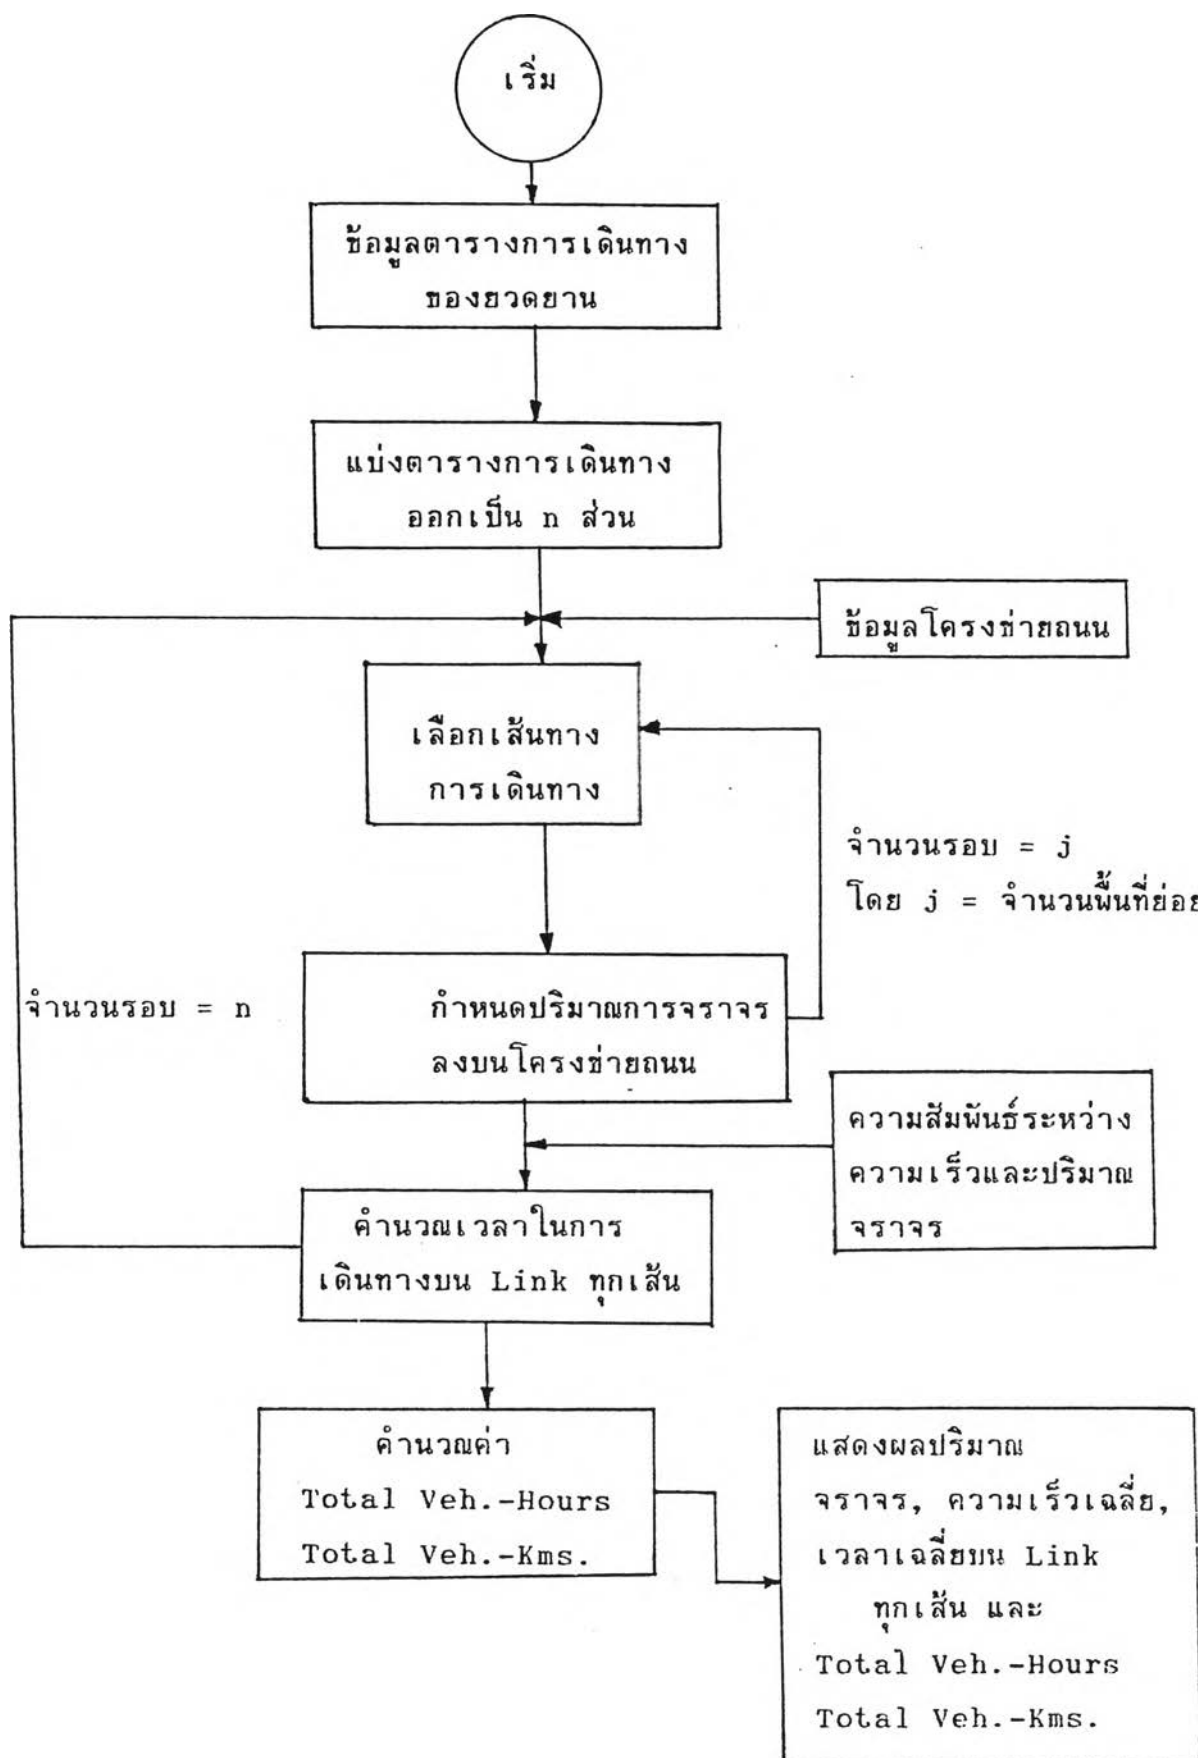 เริ่ม
ข้อมูลตารางการเดินทาง
ของยวดยาน
แบ่งตารางการเดินทาง
ออกเป็น n ส่วน
ข้อมูลโครงข่ายถนน
เลือกเส้นทาง
การเดินทาง
จำนวนรอบ = j
โดย j = จำนวนพื้นที่ย่อย
จำนวนรอบ = n
กำหนดปริมาณการจราจร
ลงบนโครงข่ายถนน
ความสัมพันธ์ระหว่าง
ความเร็วและปริมาณ
จราจร
คำนวณเวลาในการ
เดินทางบน Link ทุกเส้น
คำนวณค่า
Total Veh.-Hours
Total Veh.-Kms.
แสดงผลปริมาณ
จราจร, ความเร็วเฉลี่ย,
เวลาเฉลี่ยบน Link
ทุกเส้น และ
Total Veh.-Hours
Total Veh.-Kms.